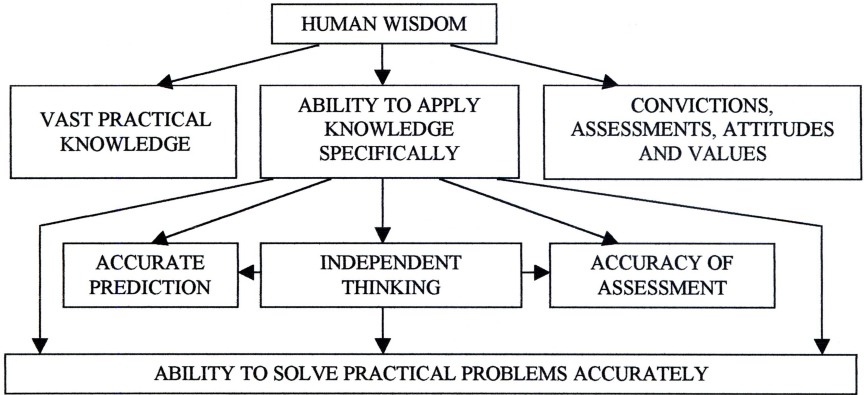 HUMAN WISDOM
VAST PRACTICAL
KNOWLEDGE
ABILITY TO APPLY
KNOWLEDGE
SPECIFICALLY
CONVICTIONS,
ASSESSMENTS, ATTITUDES
AND VALUES
ACCURATE
PREDICTION
INDEPENDENT
THINKING
ACCURACY OF
ASSESSMENT
ABILITY TO SOLVE PRACTICAL PROBLEMS ACCURATELY